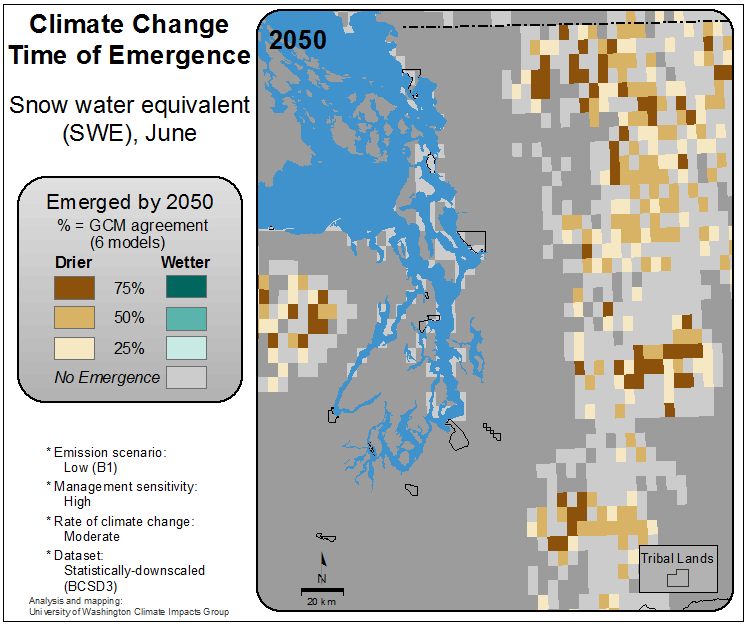 Climate Change
Time of Emergence
Snow water equivalent
(SWE), June
Emerged by 2050
% = GCM agreement
(6 models)
Drier Wetter
75%
50%
25%
No Emergence
* Emission scenario:
Low (B1)
* Management sensitivity:
High
* Rate of climate change:
Moderate
* Dataset:
Statistically-downscaled
(BCSD3)
Analysis and mapping:
University of Washington Climate Impacts Group
2050
N
20 km
Tribal Lands